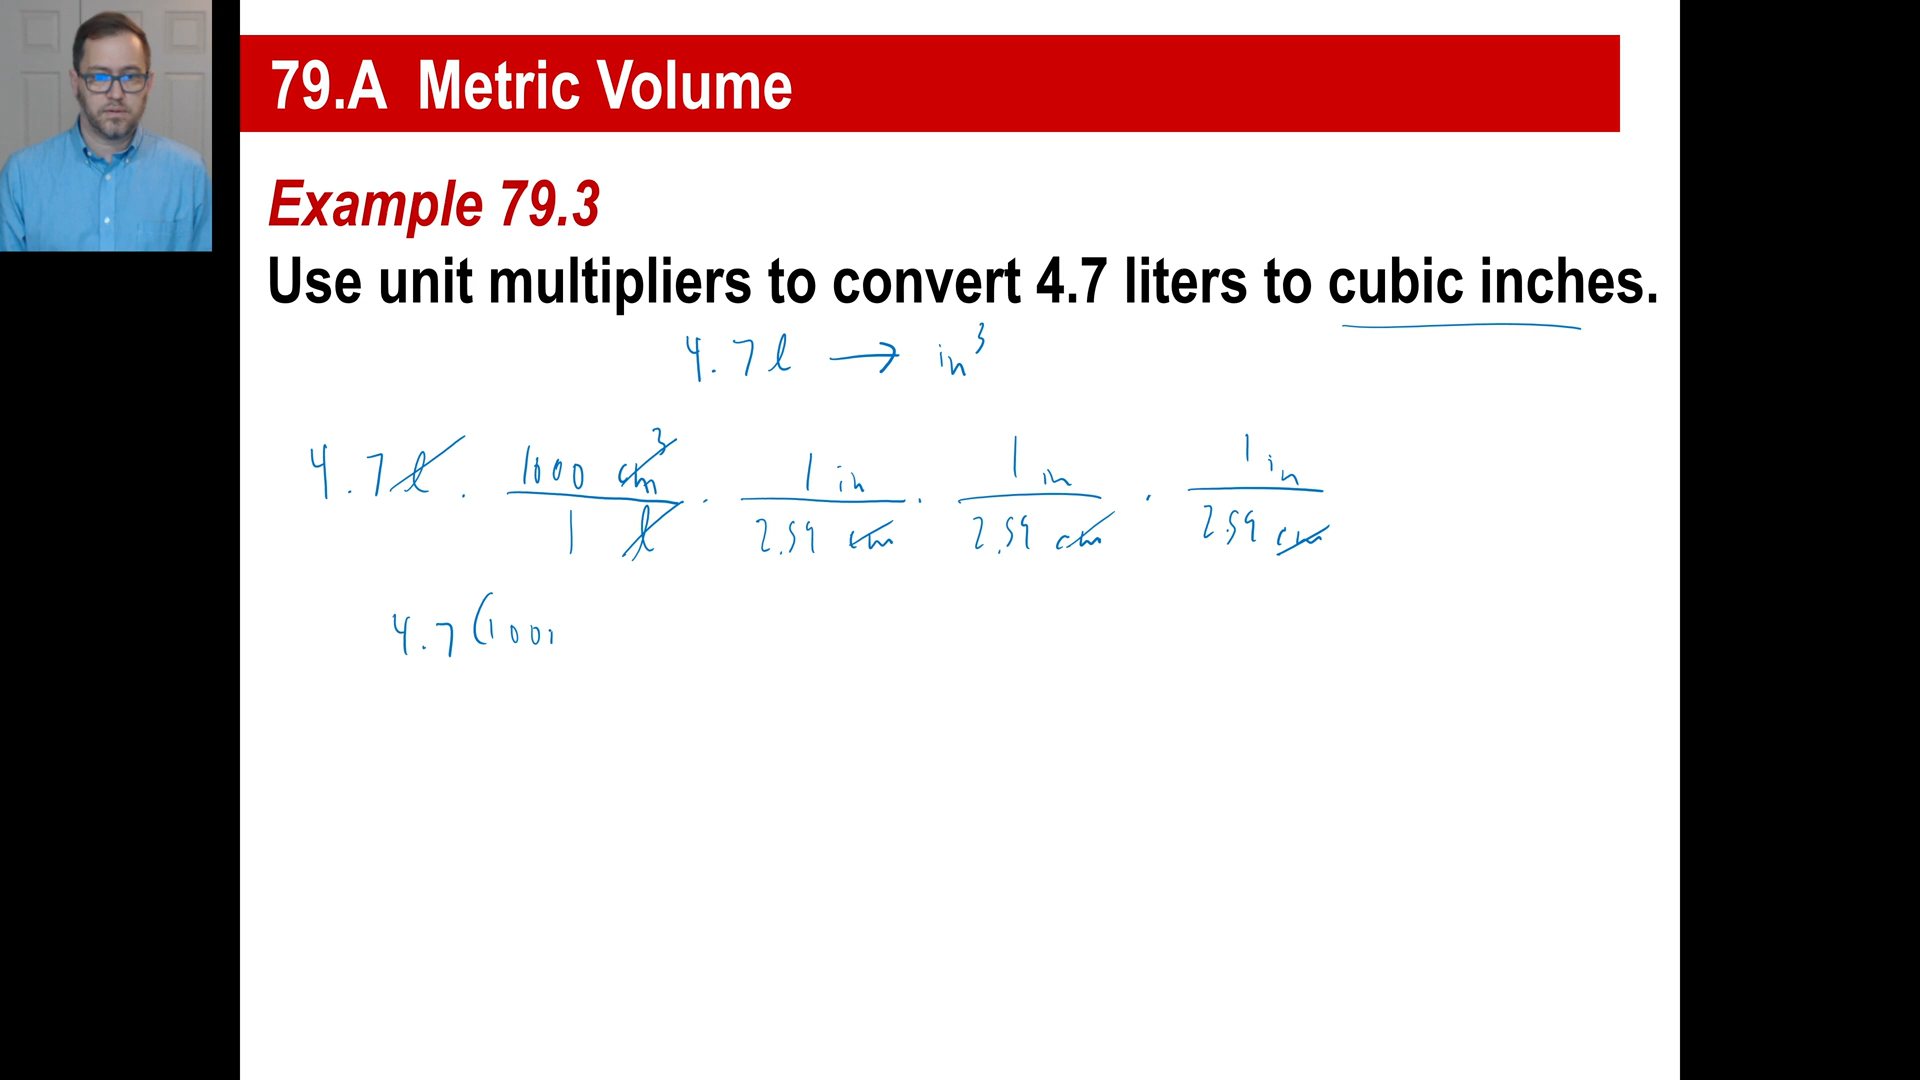 79.A Metric Volume
Example 79.3
Use unit multipliers to convert 4.7 liters to cubic inches.
4.7 l → in³
4.7 l · 1000 cm³ / 1 l · 1 in / 2.54 cm · 1 in / 2.54 cm · 1 in / 2.54 cm
4.7 (1000